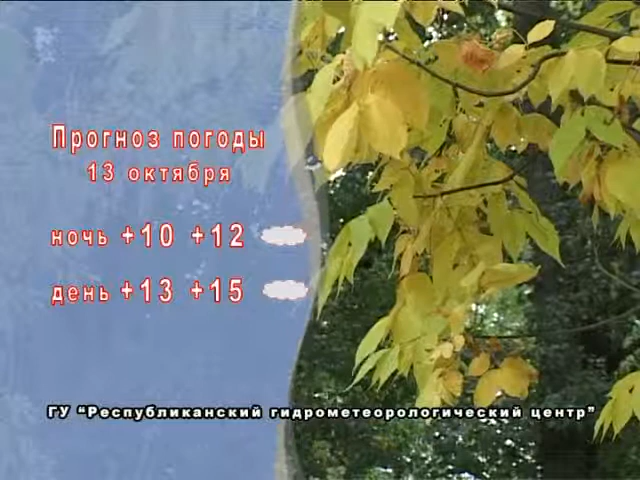 Прогноз погоды
13 октября
ночь +10 +12
день +13 +15
ГУ “Республиканский гидрометеорологический центр”